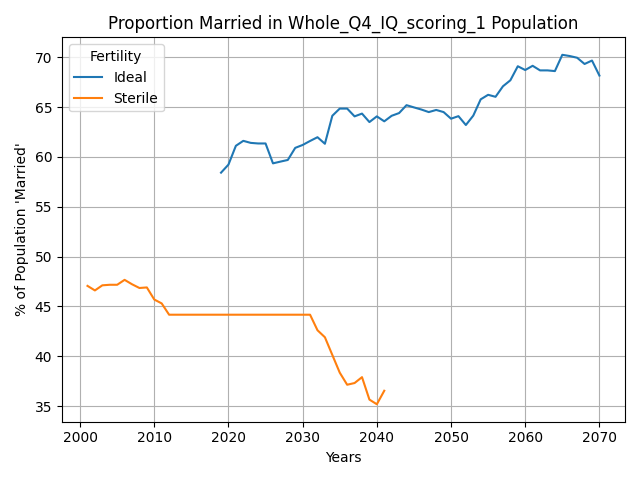 Proportion Married in Whole_Q4_IQ_scoring_1 Population
Fertility
Ideal
Sterile
% of Population 'Married'
70
65
60
55
50
45
40
35
2000 2010 2020 2030 2040 2050 2060 2070
Years